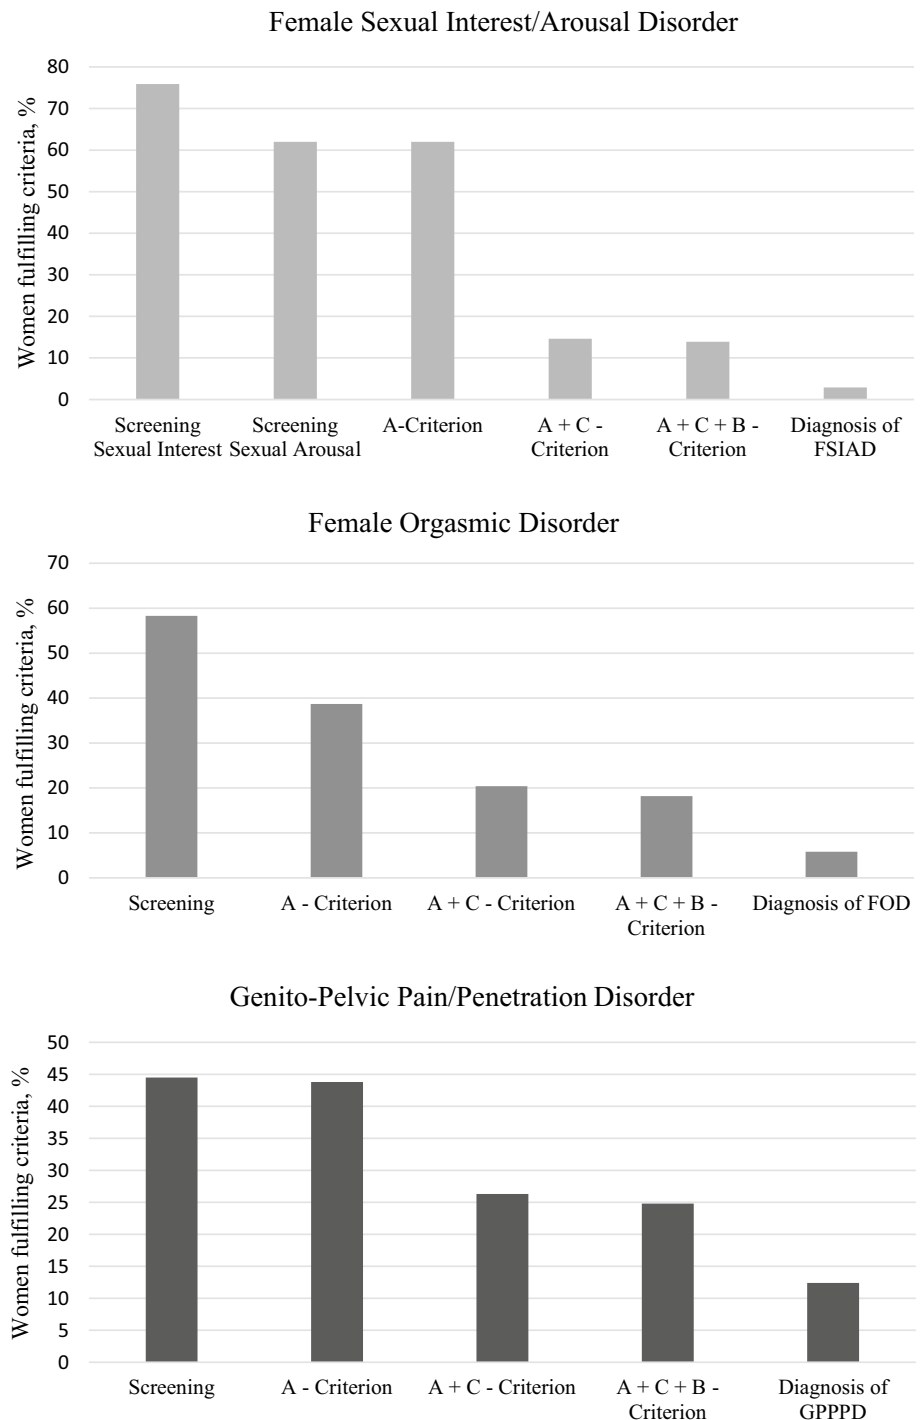 Female Sexual Interest/Arousal Disorder
Women fulfilling criteria, %
80
70
60
50
40
30
20
10
0
Screening Sexual Interest
Screening Sexual Arousal
A-Criterion
A + C - Criterion
A + C + B - Criterion
Diagnosis of FSIAD
Female Orgasmic Disorder
Women fulfilling criteria, %
70
60
50
40
30
20
10
0
Screening
A - Criterion
A + C - Criterion
A + C + B - Criterion
Diagnosis of FOD
Genito-Pelvic Pain/Penetration Disorder
Women fulfilling criteria, %
50
45
40
35
30
25
20
15
10
5
0
Screening
A - Criterion
A + C - Criterion
A + C + B - Criterion
Diagnosis of GPPPD